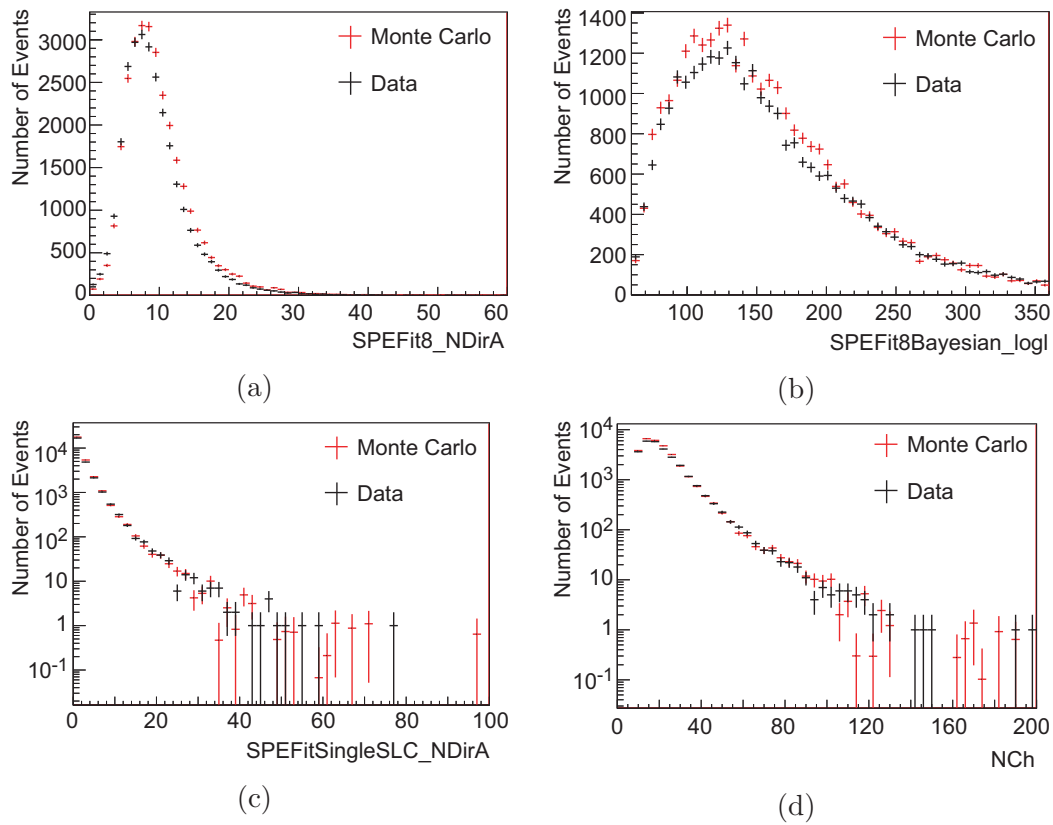 Number of Events
3000
2500
2000
1500
1000
500
0
0 10 20 30 40 50 60
SPEFit8_NDirA
Monte Carlo
Data
(a)
Number of Events
1400
1200
1000
800
600
400
200
0
100 150 200 250 300 350
SPEFit8Bayesian_logl
Monte Carlo
Data
(b)
Number of Events
10^4
10^3
10^2
10
1
10^-1
0 20 40 60 80 100
SPEFitSingleSLC_NDirA
Monte Carlo
Data
(c)
Number of Events
10^4
10^3
10^2
10
1
10^-1
0 40 80 120 160 200
NCh
Monte Carlo
Data
(d)